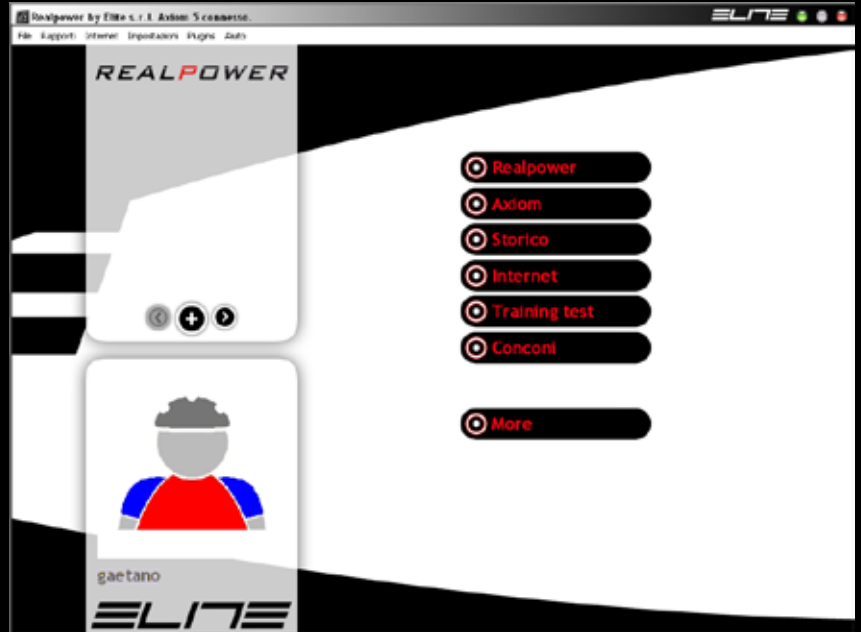 Realpower by Elite s.r.l. Axiom 5 connesso.
ELITE
File Rapporti Internet Impostazioni Plugins Aiuto
REALPOWER
Realpower
Axiom
Storico
Internet
Training test
Conconi
More
gaetano
ELITE